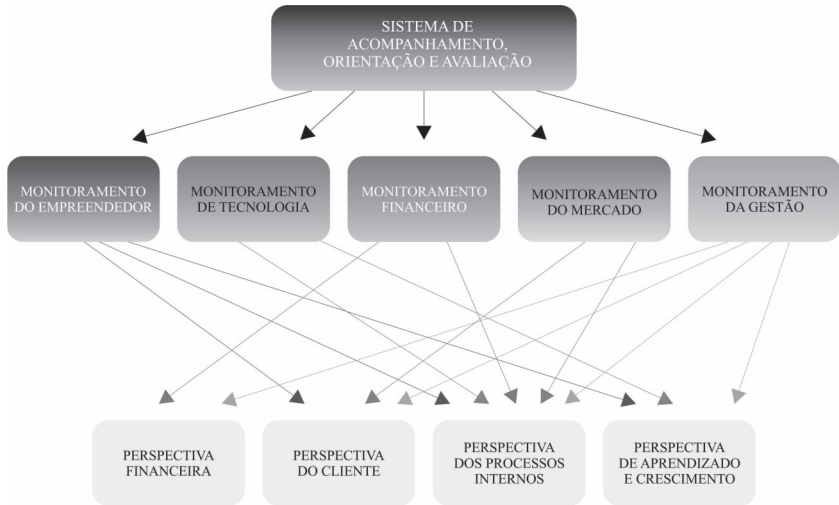 SISTEMA DE
ACOMPANHAMENTO,
ORIENTAÇÃO E AVALIAÇÃO
MONITORAMENTO
DO EMPREENDEDOR
MONITORAMENTO
DE TECNOLOGIA
MONITORAMENTO
FINANCEIRO
MONITORAMENTO
DO MERCADO
MONITORAMENTO
DA GESTÃO
PERSPECTIVA
FINANCEIRA
PERSPECTIVA
DO CLIENTE
PERSPECTIVA
DOS PROCESSOS
INTERNOS
PERSPECTIVA
DE APRENDIZADO
E CRESCIMENTO